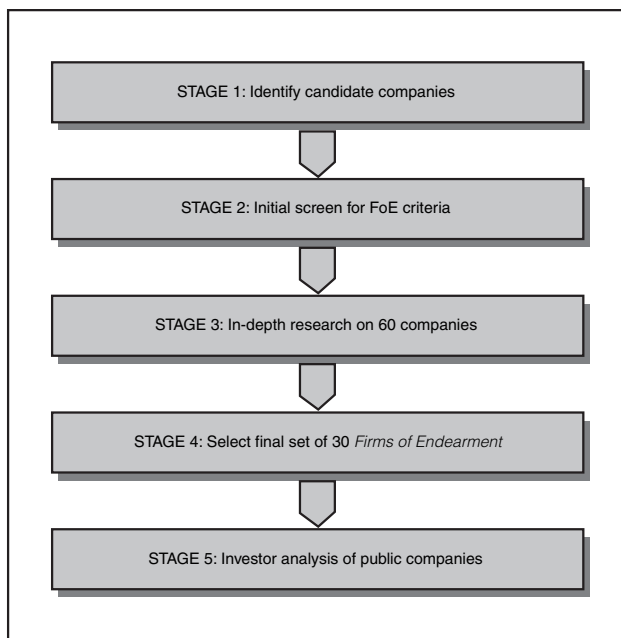 STAGE 1: Identify candidate companies
STAGE 2: Initial screen for FoE criteria
STAGE 3: In-depth research on 60 companies
STAGE 4: Select final set of 30 Firms of Endearment
STAGE 5: Investor analysis of public companies